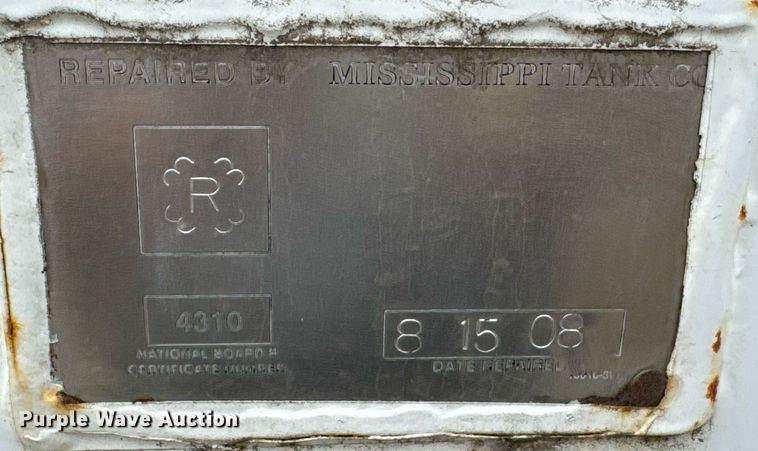 REPAIRED BY MISSISSIPPI TANK CO
R
4310
NATIONAL BOARD R
CERTIFICATE NUMBER
8 15 08
DATE REPAIRED
Purple Wave Auction